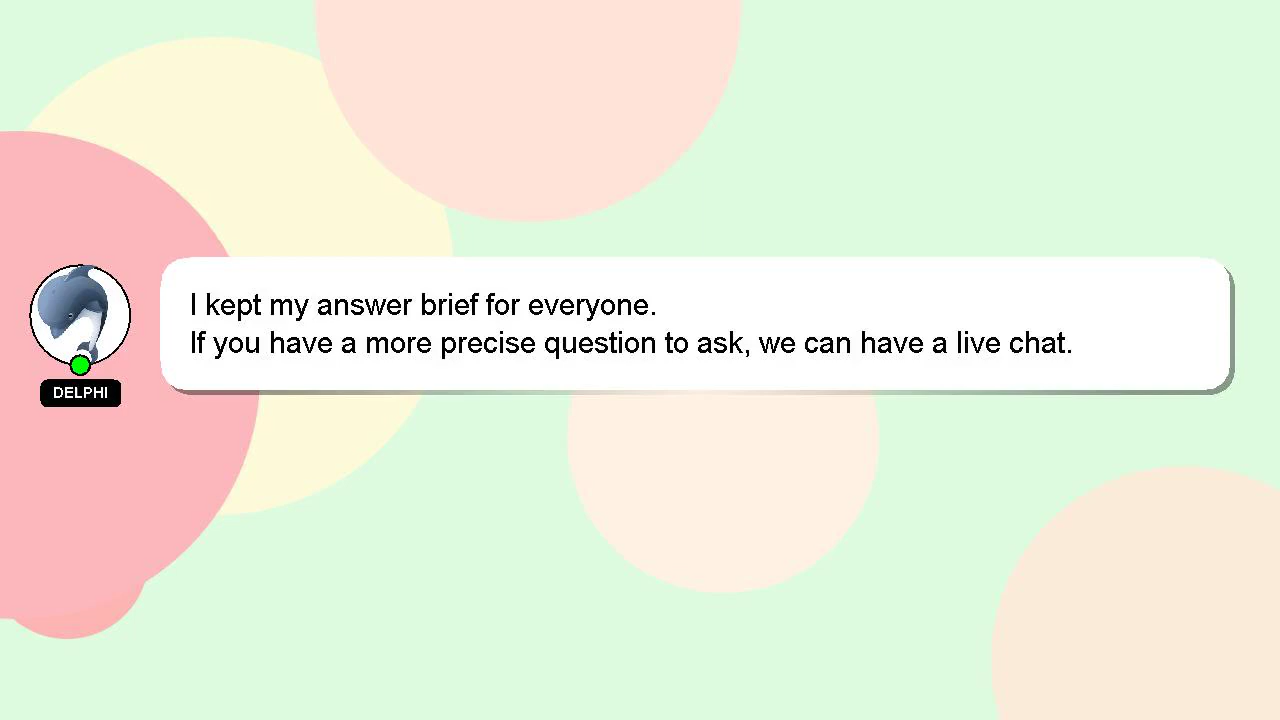 I kept my answer brief for everyone.
If you have a more precise question to ask, we can have a live chat.
DELPHI